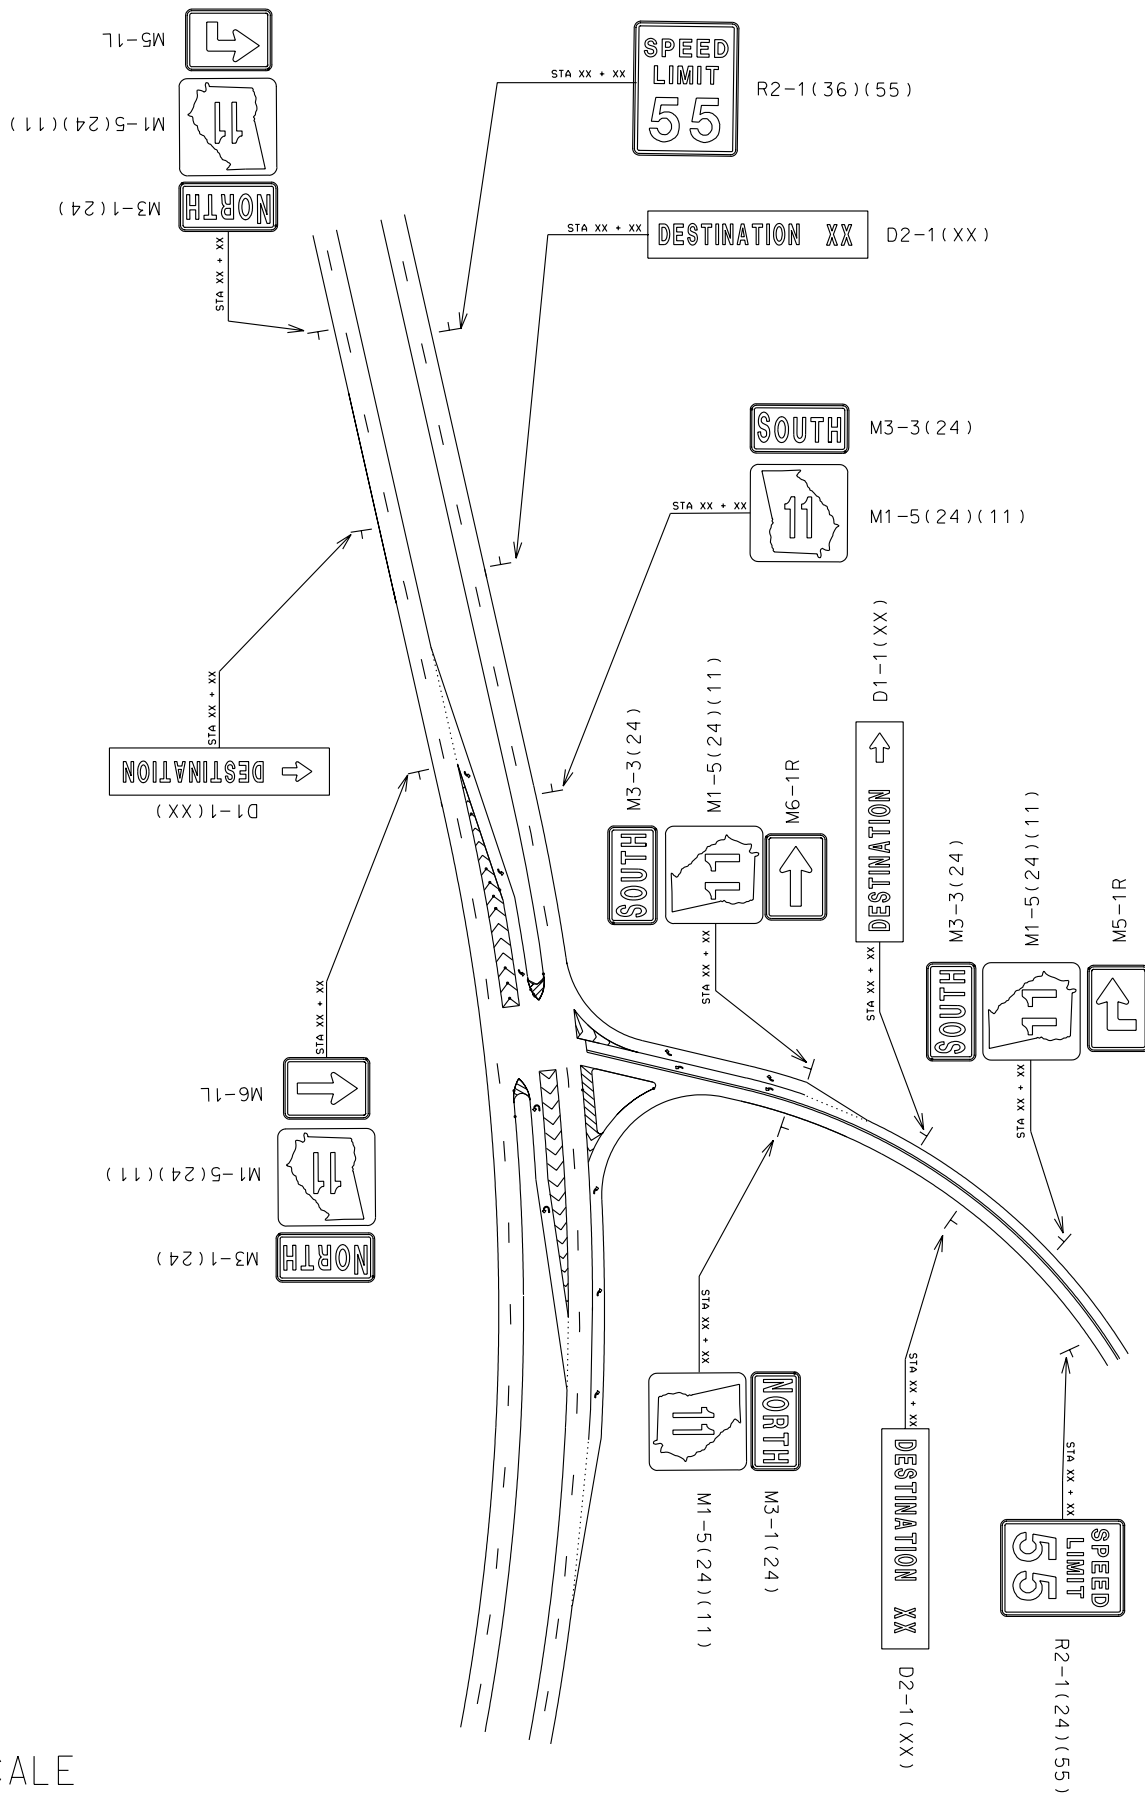 M5-1L
11
M1-5(24)(11)
NORTH
M3-1(24)
STA XX + XX
SPEED
LIMIT
55
R2-1(36)(55)
STA XX + XX
DESTINATION XX
D2-1(XX)
STA XX + XX
SOUTH
M3-3(24)
11
M1-5(24)(11)
STA XX + XX
DESTINATION
D1-1(XX)
STA XX + XX
SOUTH
M3-3(24)
11
M1-5(24)(11)
M6-1R
STA XX + XX
DESTINATION
D1-1(XX)
STA XX + XX
SOUTH
M3-3(24)
11
M1-5(24)(11)
M5-1R
STA XX + XX
M6-1L
11
M1-5(24)(11)
NORTH
M3-1(24)
STA XX + XX
NORTH
M3-1(24)
11
M1-5(24)(11)
STA XX + XX
DESTINATION XX
D2-1(XX)
STA XX + XX
SPEED
LIMIT
55
R2-1(24)(55)
STA XX + XX
CALE